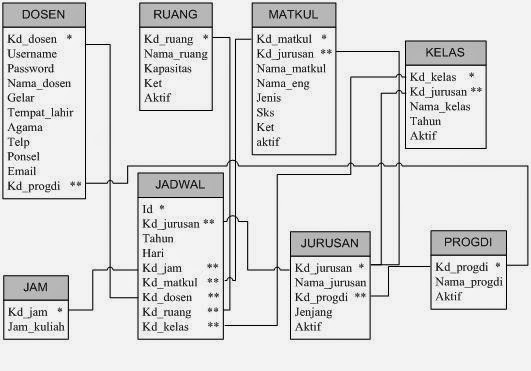 DOSEN
Kd_dosen *
Username
Password
Nama_dosen
Gelar
Tempat_lahir
Agama
Telp
Ponsel
Email
Kd_progdi **
RUANG
Kd_ruang *
Nama_ruang
Kapasitas
Ket
Aktif
MATKUL
Kd_matkul *
Kd_jurusan **
Nama_matkul
Nama_eng
Jenis
Sks
Ket
aktif
KELAS
Kd_kelas *
Kd_jurusan **
Nama_kelas
Tahun
Aktif
JADWAL
Id *
Kd_jurusan **
Tahun
Hari
Kd_jam **
Kd_matkul **
Kd_dosen **
Kd_ruang **
Kd_kelas **
JURUSAN
Kd_jurusan *
Nama_jurusan
Kd_progdi **
Jenjang
Aktif
PROGDI
Kd_progdi *
Nama_progdi
Aktif
JAM
Kd_jam *
Jam_kuliah